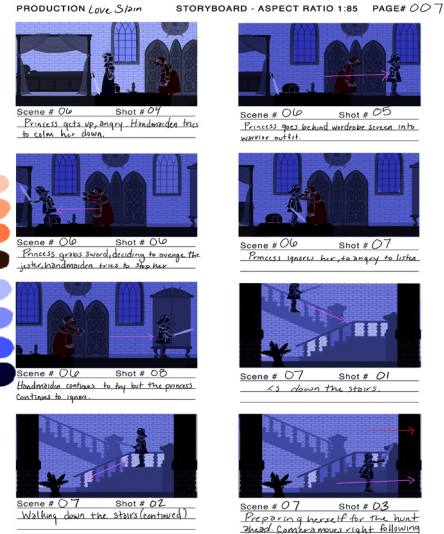 PRODUCTION Love Slain STORYBOARD - ASPECT RATIO 1:85 PAGE# 007
Scene # 06 Shot # 04
Princess gets up, angry. Handmaiden tries
to calm her down.
Scene # 06 Shot # 05
Princess goes behind wardrobe screen into
warrior outfit.
Scene # 06 Shot # 06
Princess grabs sword, deciding to avenge the
jester, handmaiden tries to stop her
Scene # 06 Shot # 07
Princess ignores her, to angry to listen
Scene # 06 Shot # 08
Handmaiden continues to try but the princess
continues to ignore.
Scene # 07 Shot # 01
down the stairs.
Scene # 07 Shot # 02
Walking down the stairs (continued)
Scene # 07 Shot # 03
Preparing herself for the hunt
ahead. Camera moves right following